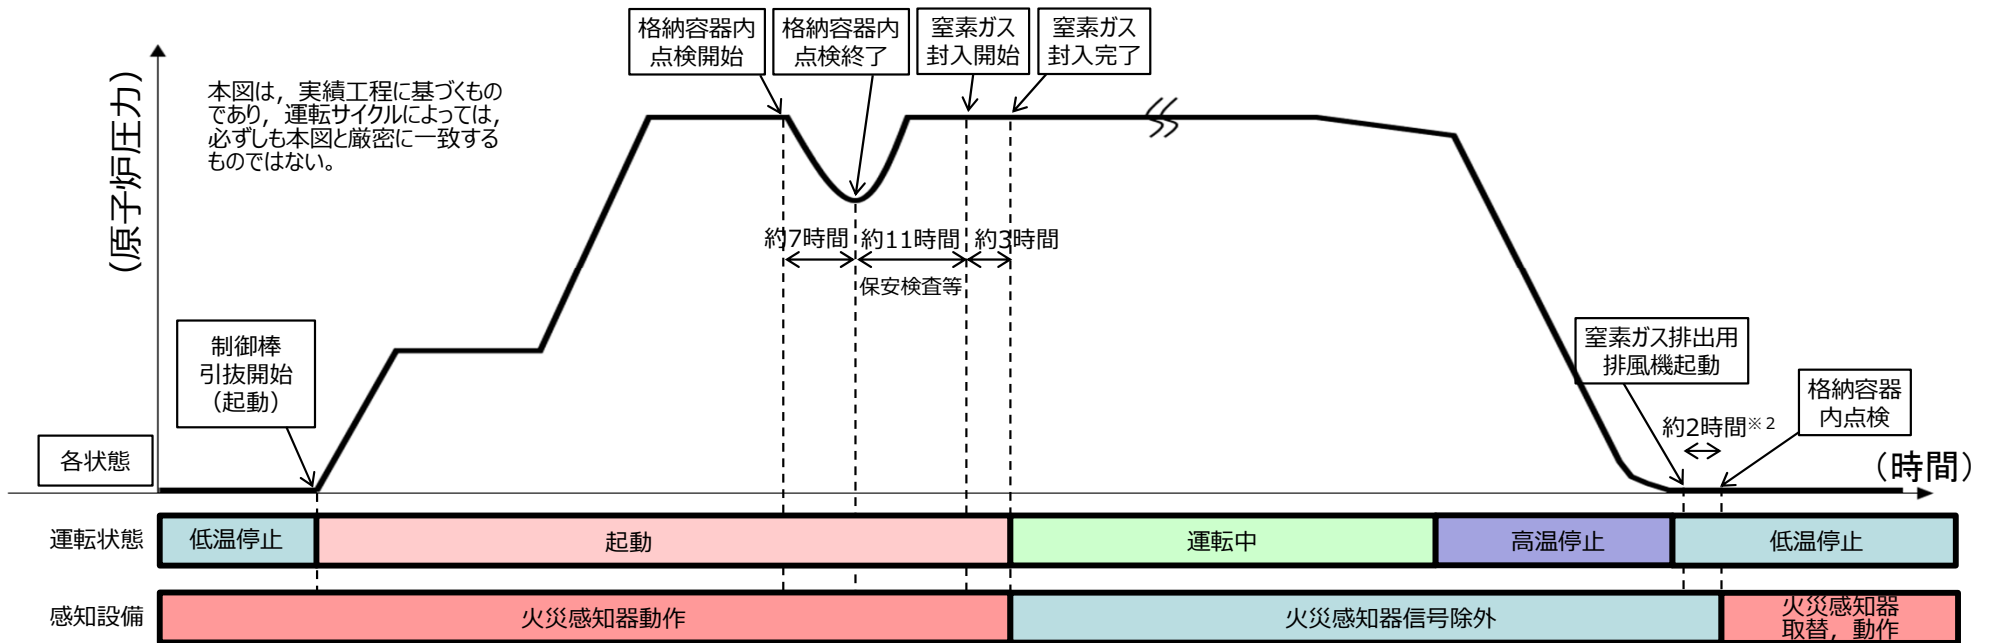 格納容器内
点検開始
格納容器内
点検終了
窒素ガス
封入開始
窒素ガス
封入完了
(原子炉圧力)
本図は，実績工程に基づくもの
であり，運転サイクルによっては，
必ずしも本図と厳密に一致する
ものではない。
約7時間
約11時間
約3時間
保安検査等
制御棒
引抜開始
（起動）
窒素ガス排出用
排風機起動
格納容器
内点検
約2時間※2
各状態
（時間）
運転状態
低温停止
起動
運転中
高温停止
低温停止
感知設備
火災感知器動作
火災感知器信号除外
火災感知器
取替，動作